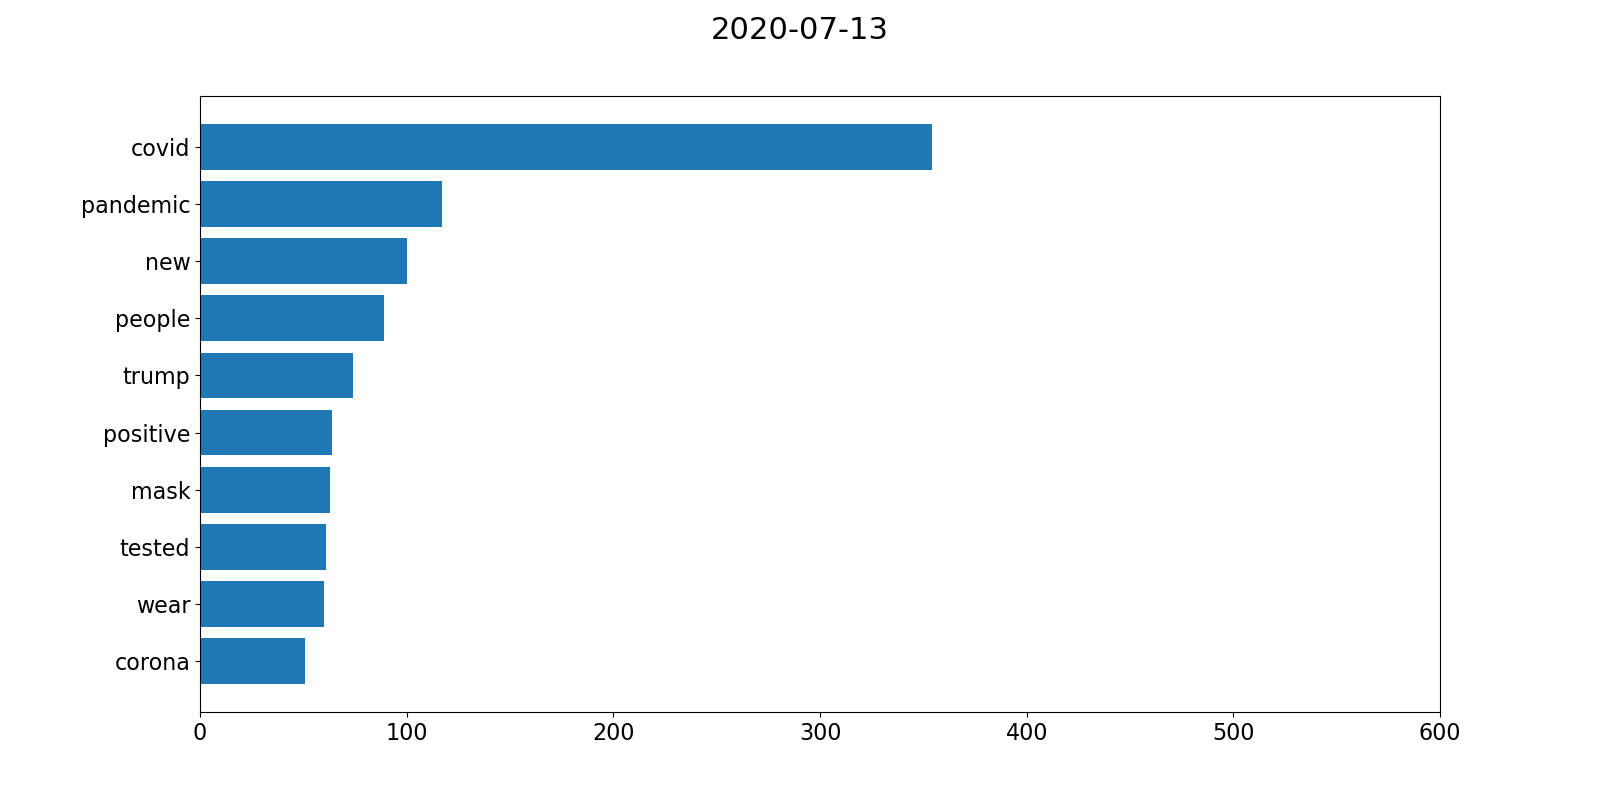 2020-07-13
covid
pandemic
new
people
trump
positive
mask
tested
wear
corona
0 100 200 300 400 500 600